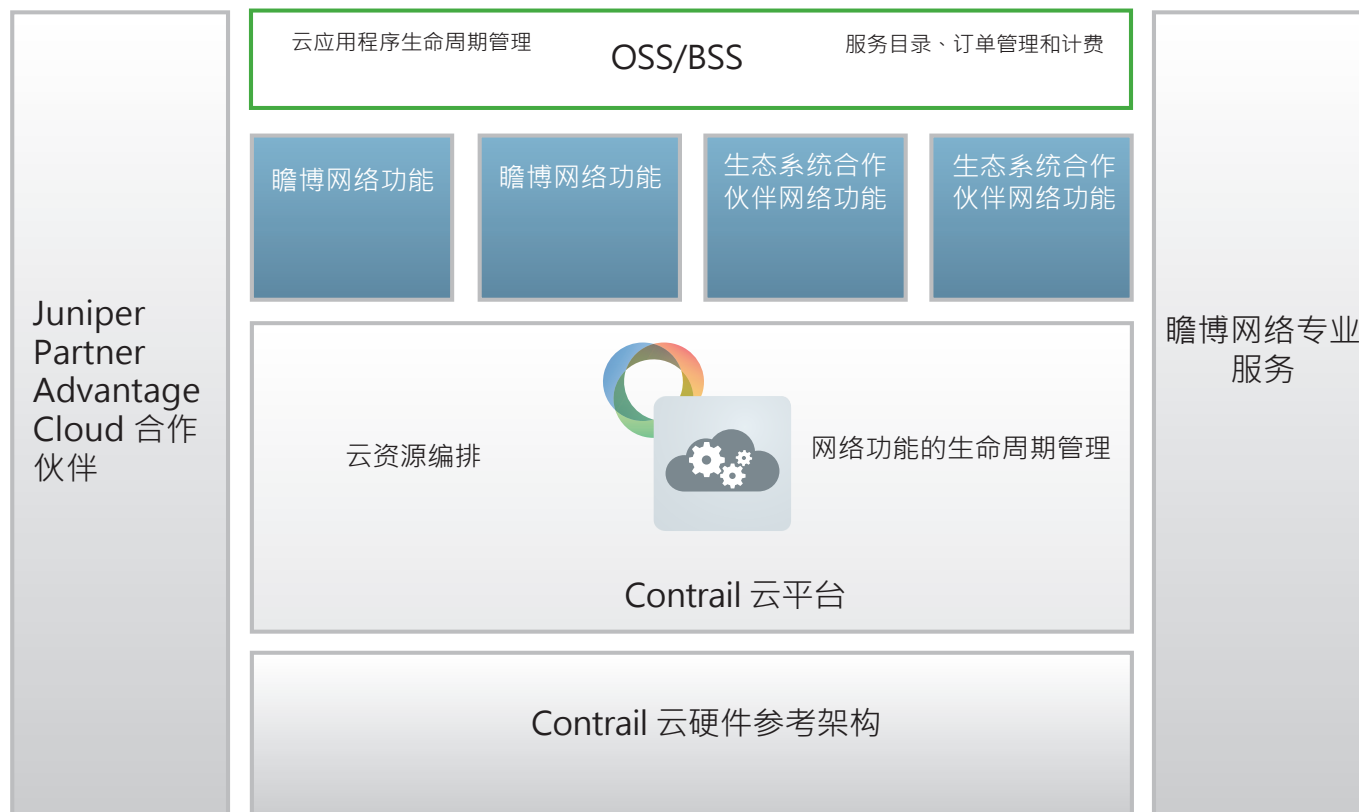 云应用程序生命周期管理
OSS/BSS
服务目录、订单管理和计费
瞻博网络功能
瞻博网络功能
生态系统合作
伙伴网络功能
生态系统合作
伙伴网络功能
Juniper
Partner
Advantage
Cloud 合作
伙伴
云资源编排
网络功能的生命周期管理
Contrail 云平台
Contrail 云硬件参考架构
瞻博网络专业
服务